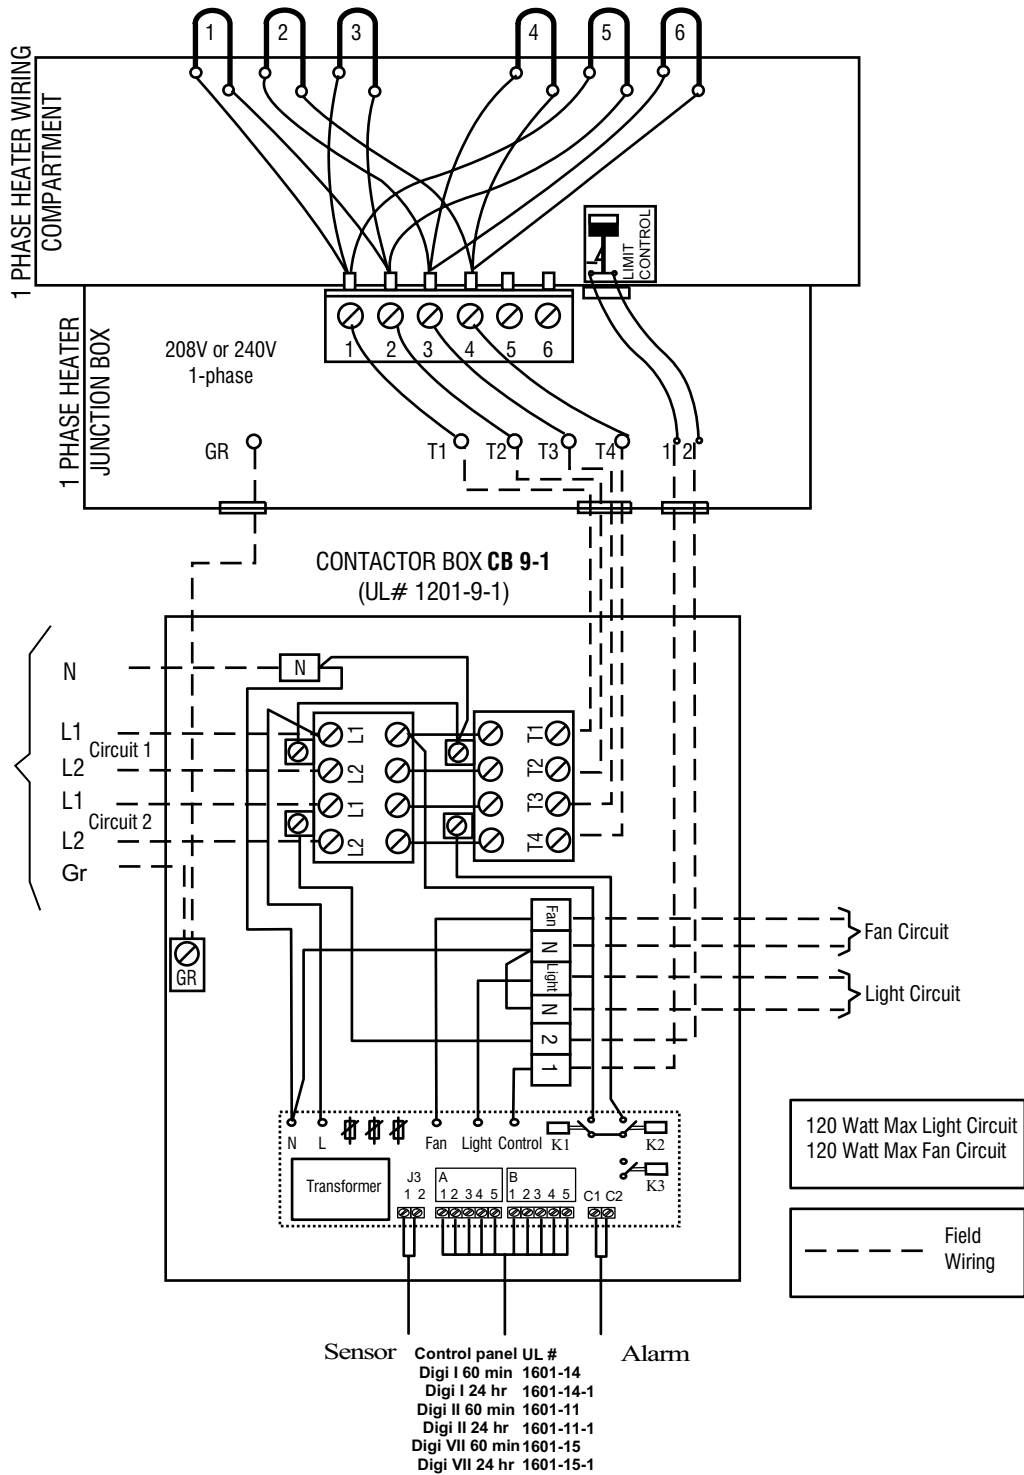 1 2 3 4 5 6
1 PHASE HEATER WIRING
COMPARTMENT
LIMIT
CONTROL
1 PHASE HEATER
JUNCTION BOX
208V or 240V
1-phase
1 2 3 4 5 6
GR T1 T2 T3 T4 1 2
CONTACTOR BOX CB 9-1
(UL# 1201-9-1)
N
N
L1
Circuit 1
L2
L1
Circuit 2
L2
Gr
L1
L2
L1
L2
T1
T2
T3
T4
GR
Fan
N
Light
N
2
1
Fan Circuit
Light Circuit
N L Fan Light Control K1 K2
K3
Transformer
J3
1 2
A
1 2 3 4 5
B
1 2 3 4 5
C1 C2
120 Watt Max Light Circuit
120 Watt Max Fan Circuit
Field
Wiring
Sensor
Alarm
Control panel UL #
Digi I 60 min 1601-14
Digi I 24 hr 1601-14-1
Digi II 60 min 1601-11
Digi II 24 hr 1601-11-1
Digi VII 60 min 1601-15
Digi VII 24 hr 1601-15-1